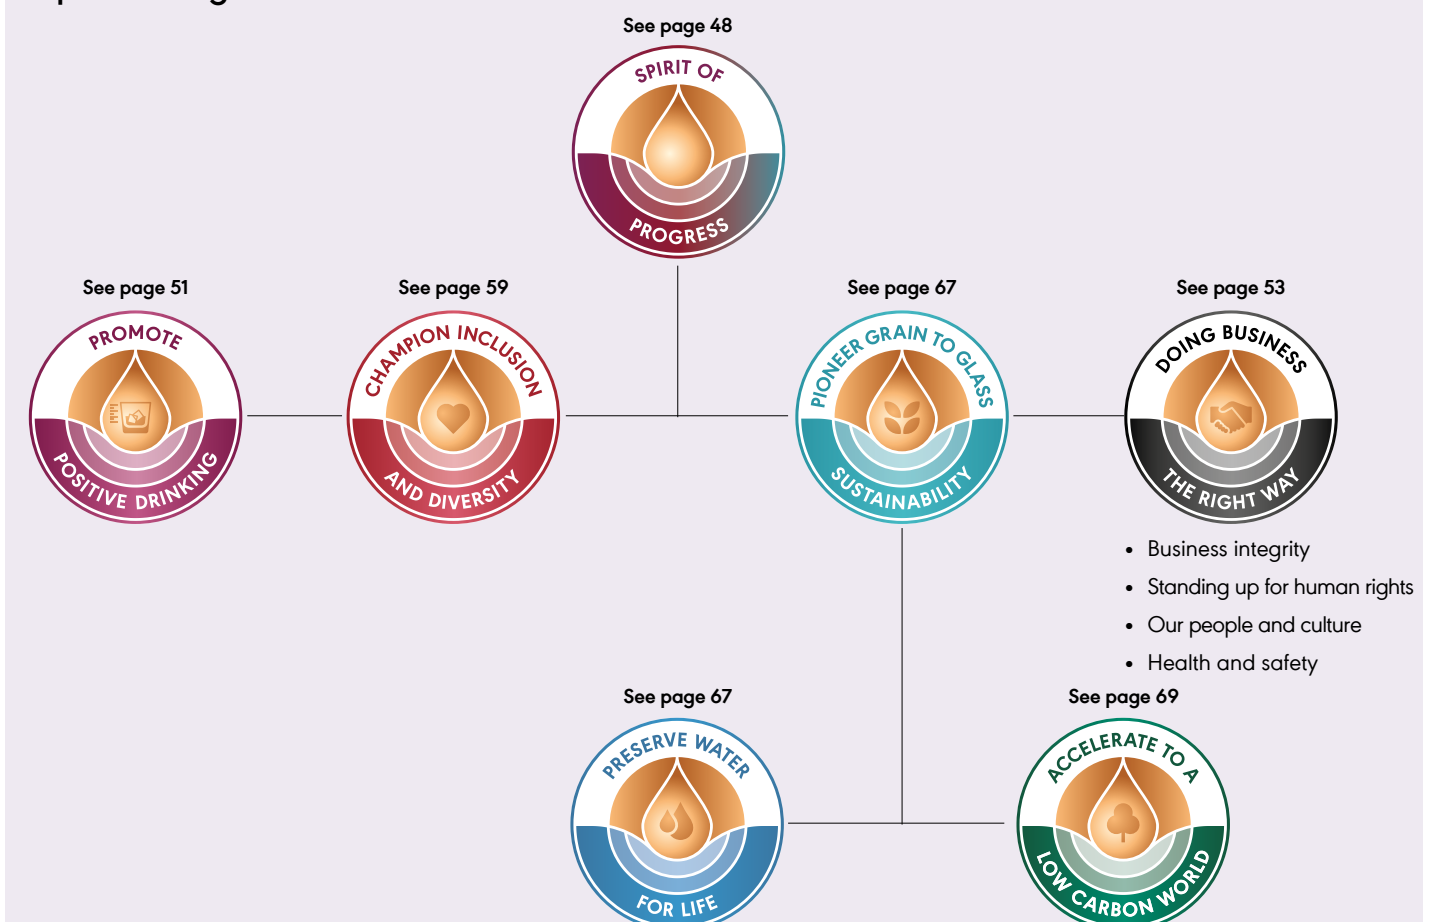 See page 48
SPIRIT OF
PROGRESS
See page 51
PROMOTE
POSITIVE DRINKING
See page 59
CHAMPION INCLUSION
AND DIVERSITY
See page 67
PIONEER GRAIN TO GLASS
SUSTAINABILITY
See page 53
DOING BUSINESS
THE RIGHT WAY
• Business integrity
• Standing up for human rights
• Our people and culture
• Health and safety
See page 67
PRESERVE WATER
FOR LIFE
See page 69
ACCELERATE TO A
LOW CARBON WORLD